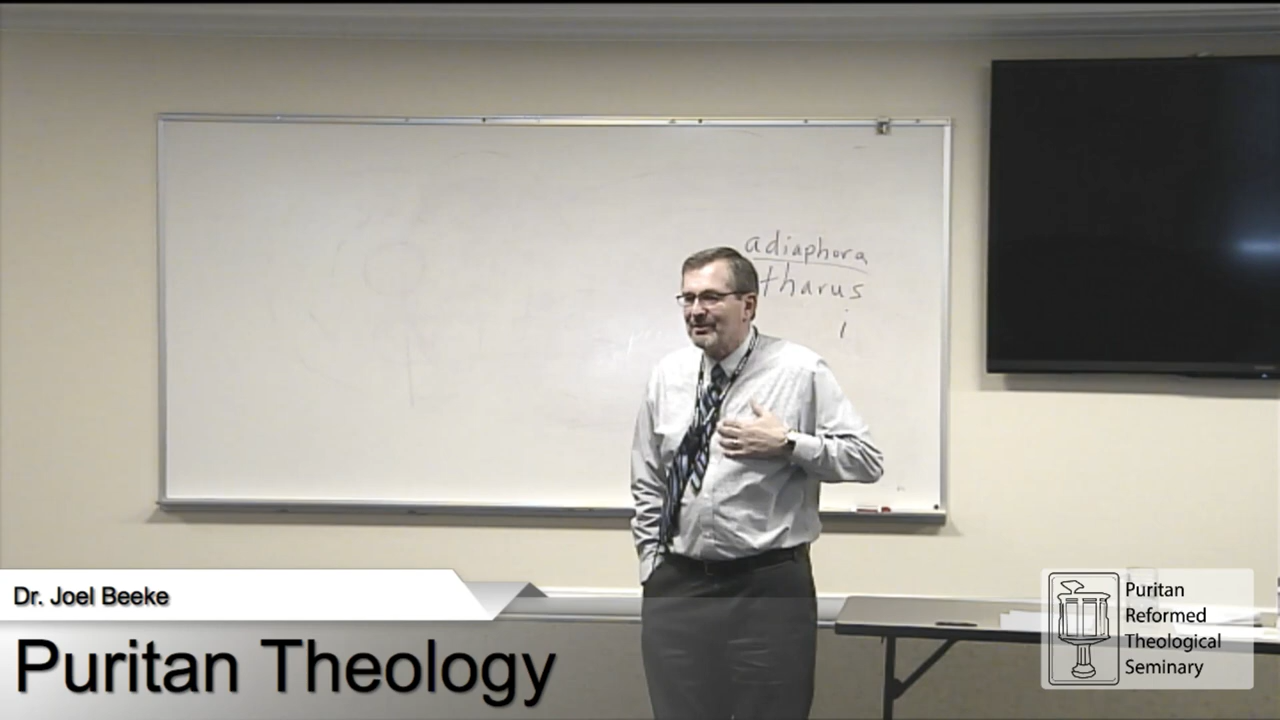 adiaphora
tharus
i
Dr. Joel Beeke
Puritan Theology
Puritan
Reformed
Theological
Seminary